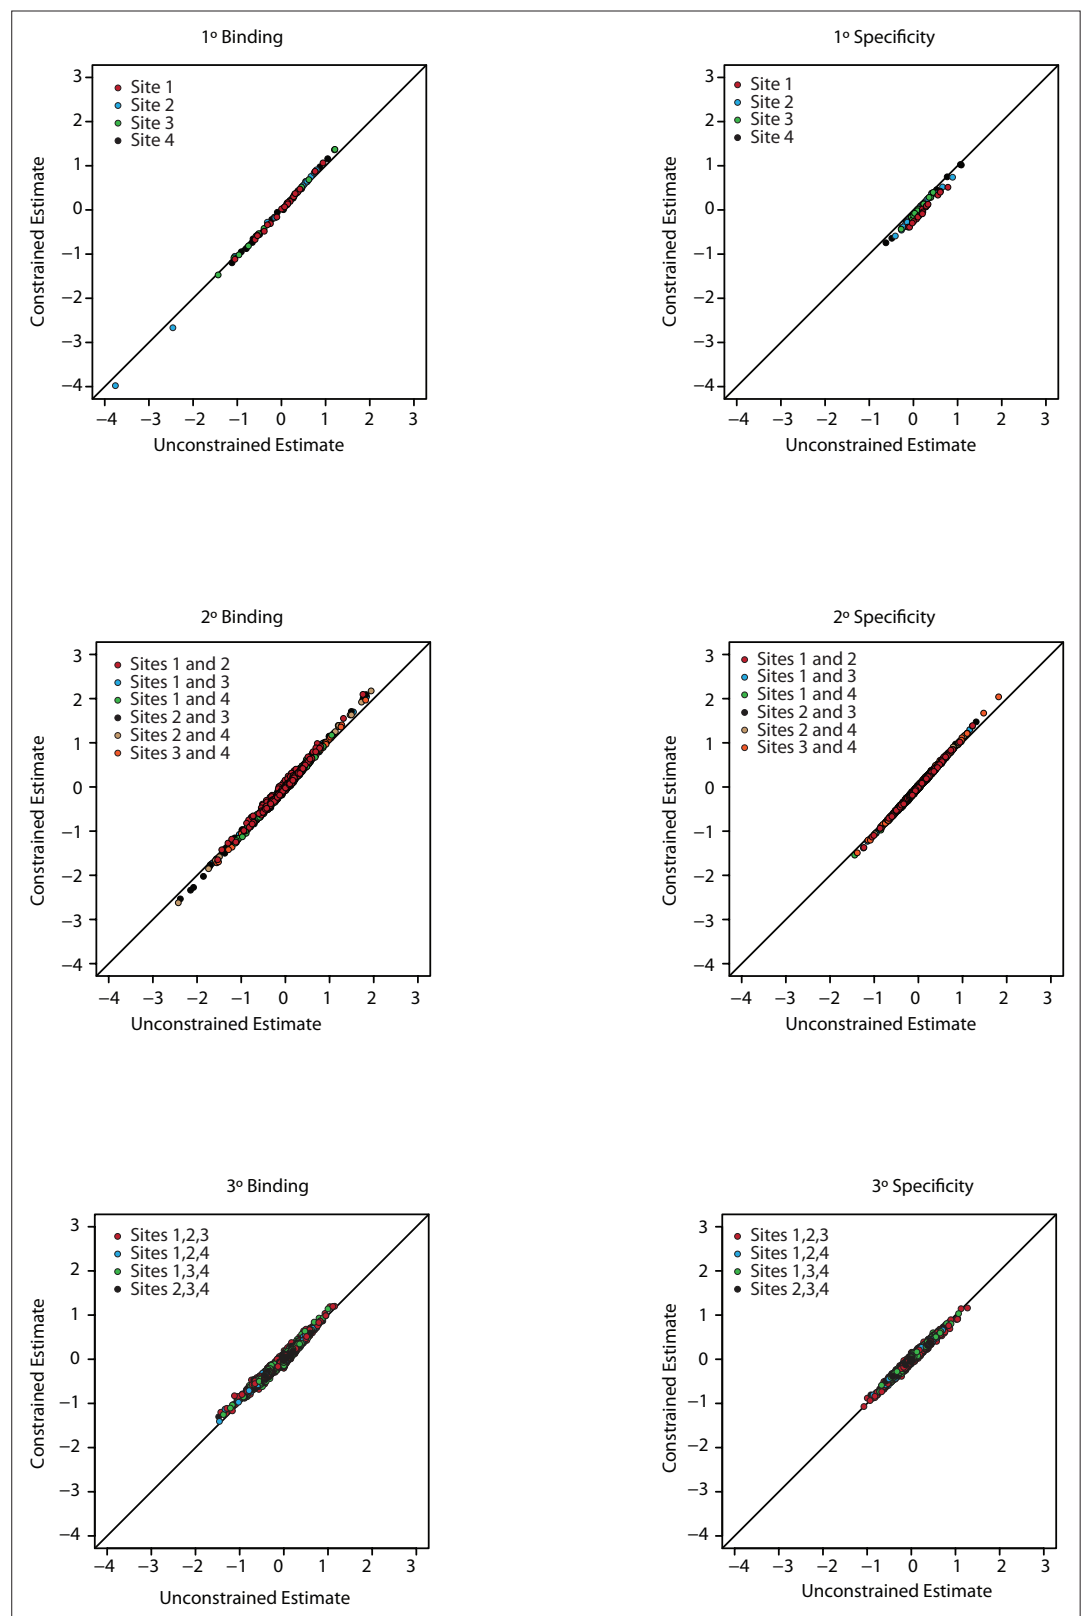 1º Binding
3
2
1
0
−1
−2
−3
−4
Constrained Estimate
Site 1
Site 2
Site 3
Site 4
−4 −3 −2 −1 0 1 2 3
Unconstrained Estimate
1º Specificity
3
2
1
0
−1
−2
−3
−4
Constrained Estimate
Site 1
Site 2
Site 3
Site 4
−4 −3 −2 −1 0 1 2 3
Unconstrained Estimate
2º Binding
3
2
1
0
−1
−2
−3
−4
Constrained Estimate
Sites 1 and 2
Sites 1 and 3
Sites 1 and 4
Sites 2 and 3
Sites 2 and 4
Sites 3 and 4
−4 −3 −2 −1 0 1 2 3
Unconstrained Estimate
2º Specificity
3
2
1
0
−1
−2
−3
−4
Constrained Estimate
Sites 1 and 2
Sites 1 and 3
Sites 1 and 4
Sites 2 and 3
Sites 2 and 4
Sites 3 and 4
−4 −3 −2 −1 0 1 2 3
Unconstrained Estimate
3º Binding
3
2
1
0
−1
−2
−3
−4
Constrained Estimate
Sites 1,2,3
Sites 1,2,4
Sites 1,3,4
Sites 2,3,4
−4 −3 −2 −1 0 1 2 3
Unconstrained Estimate
3º Specificity
3
2
1
0
−1
−2
−3
−4
Constrained Estimate
Sites 1,2,3
Sites 1,2,4
Sites 1,3,4
Sites 2,3,4
−4 −3 −2 −1 0 1 2 3
Unconstrained Estimate